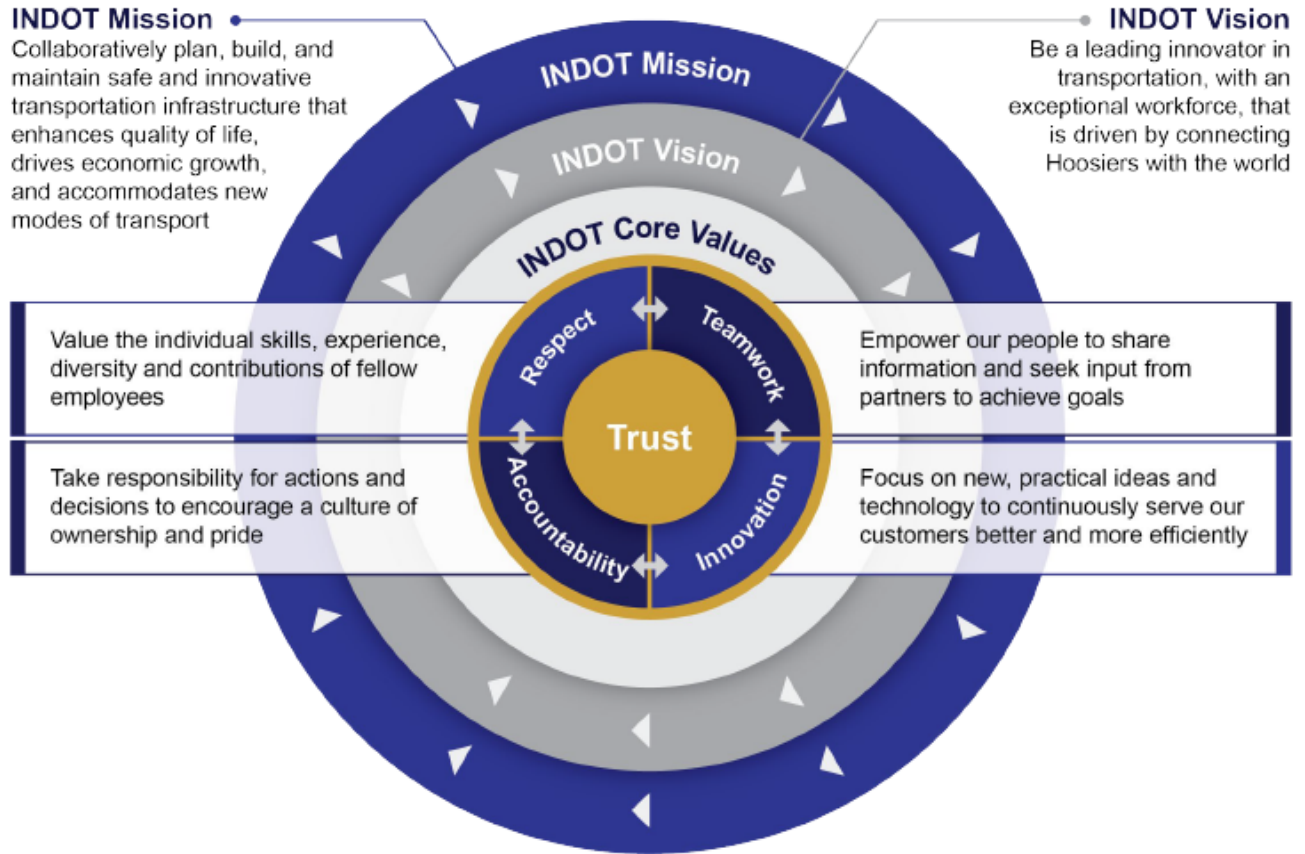 INDOT Mission
Collaboratively plan, build, and
maintain safe and innovative
transportation infrastructure that
enhances quality of life,
drives economic growth,
and accommodates new
modes of transport
INDOT Vision
Be a leading innovator in
transportation, with an
exceptional workforce, that
is driven by connecting
Hoosiers with the world
INDOT Mission
INDOT Vision
INDOT Core Values
Respect
Teamwork
Trust
Accountability
Innovation
Value the individual skills, experience,
diversity and contributions of fellow
employees
Empower our people to share
information and seek input from
partners to achieve goals
Take responsibility for actions and
decisions to encourage a culture of
ownership and pride
Focus on new, practical ideas and
technology to continuously serve our
customers better and more efficiently